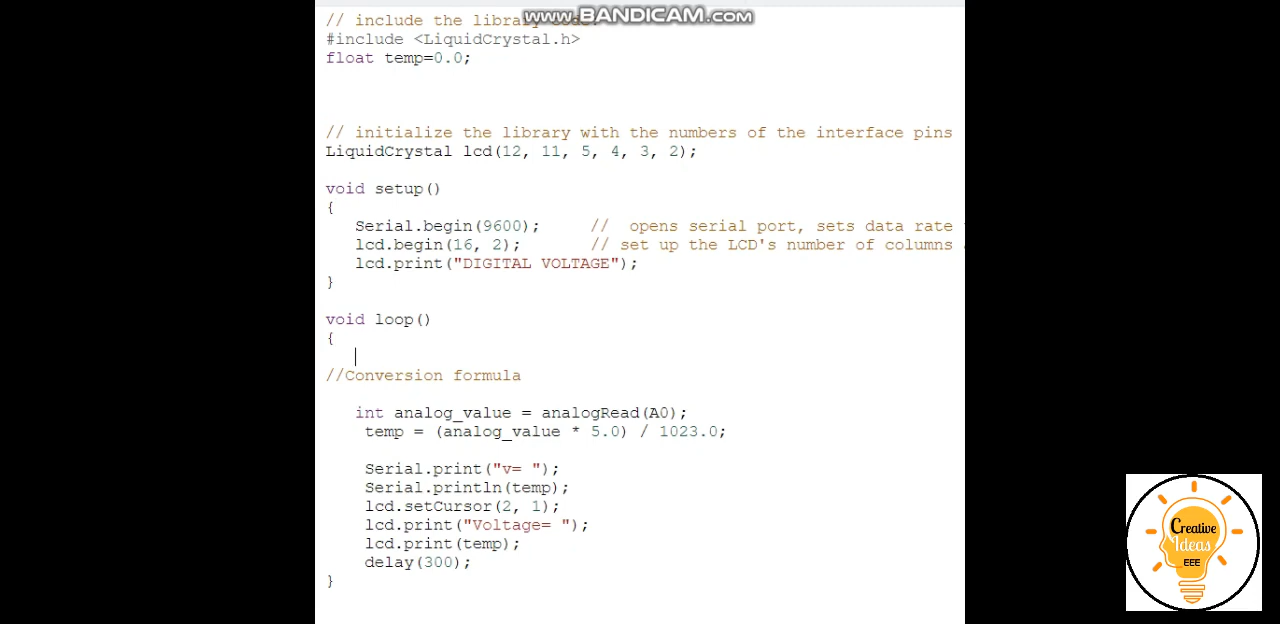 www.BANDICAM.com
// include the library code:
#include <LiquidCrystal.h>
float temp=0.0;
// initialize the library with the numbers of the interface pins
LiquidCrystal lcd(12, 11, 5, 4, 3, 2);
void setup()
{
Serial.begin(9600); // opens serial port, sets data rate
lcd.begin(16, 2); // set up the LCD's number of columns
lcd.print("DIGITAL VOLTAGE");
}
void loop()
{
//Conversion formula
int analog_value = analogRead(A0);
temp = (analog_value * 5.0) / 1023.0;
Serial.print("v= ");
Serial.println(temp);
lcd.setCursor(2, 1);
lcd.print("Voltage= ");
lcd.print(temp);
delay(300);
}
Creative
Ideas
EEE